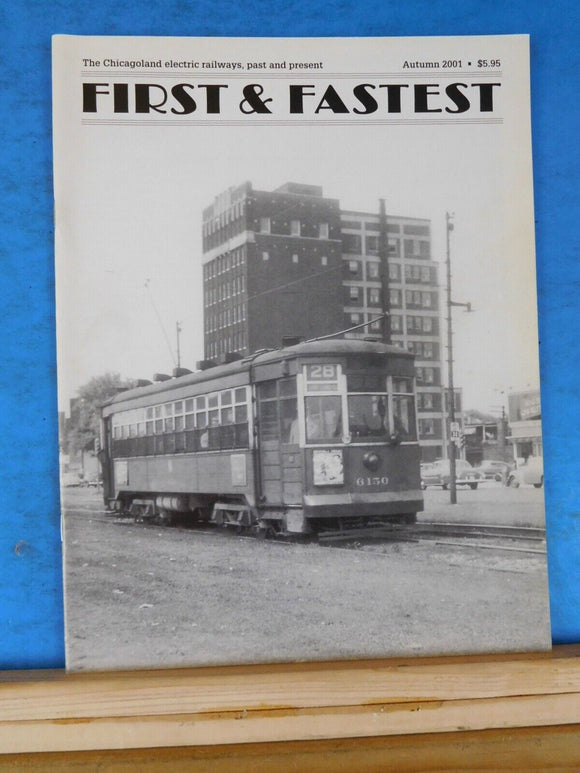 The Chicagoland electric railways, past and present Autumn 2001 ▪ $5.95
FIRST & FASTEST
28
6150